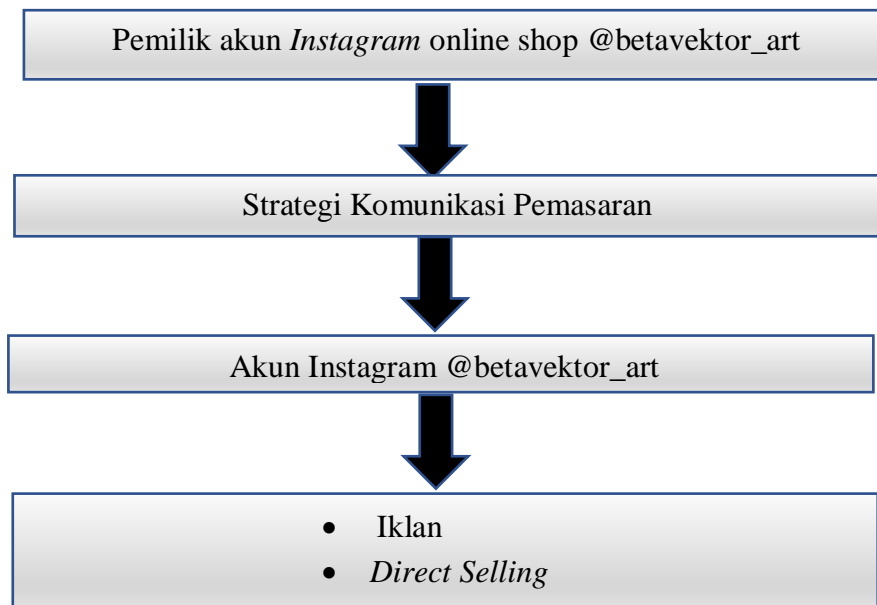 Pemilik akun Instagram online shop @betavektor_art
Strategi Komunikasi Pemasaran
Akun Instagram @betavektor_art
• Iklan
• Direct Selling